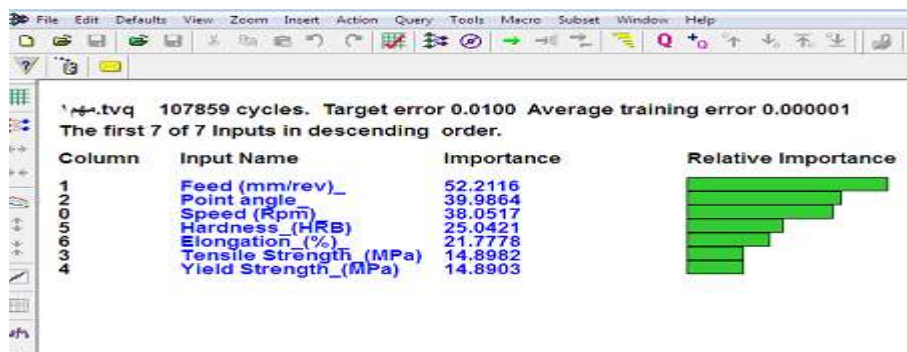 File Edit Defaults View Zoom Insert Action Query Tools Macro Subset Window Help
.tvq 107859 cycles. Target error 0.0100 Average training error 0.000001
The first 7 of 7 Inputs in descending order.
Column Input Name Importance Relative Importance
1 Feed (mm/rev)_ 52.2116
2 Point angle_ 39.9864
0 Speed (Rpm)_ 38.0517
5 Hardness_(HRB) 25.0421
6 Elongation_(%)_ 21.7778
3 Tensile Strength_(MPa) 14.8982
4 Yield Strength_(MPa) 14.8903